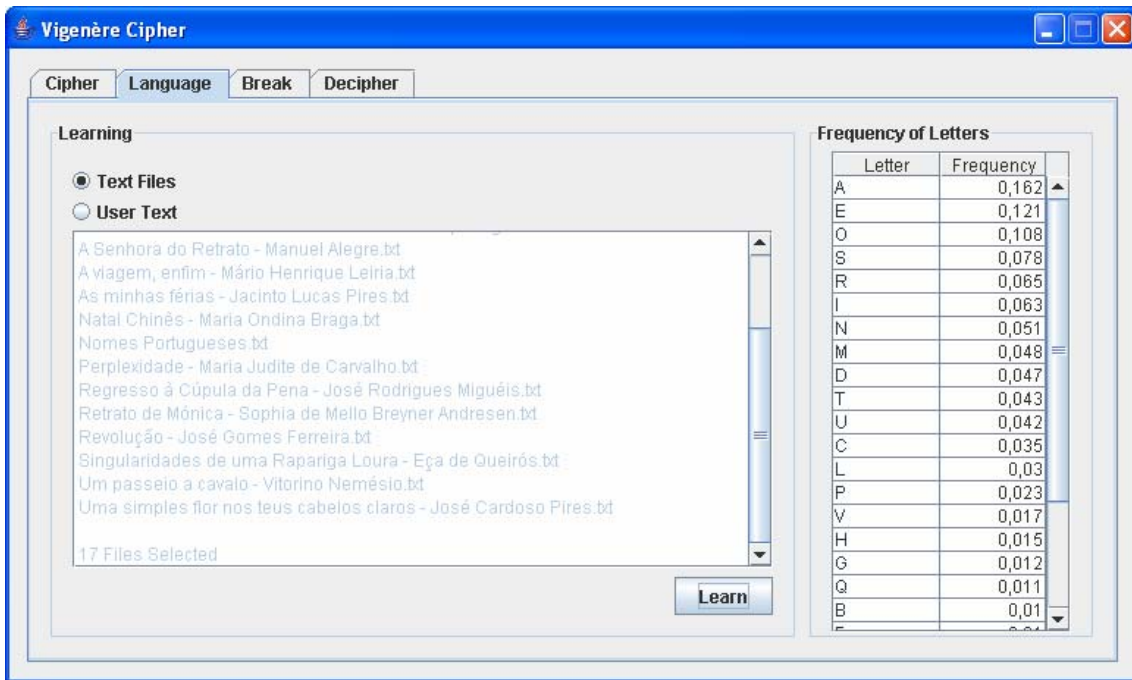 Vigenère Cipher
Cipher Language Break Decipher
Learning
Text Files
User Text
A Senhora do Retrato - Manuel Alegre.txt
A viagem, enfim - Mário Henrique Leiria.txt
As minhas férias - Jacinto Lucas Pires.txt
Natal Chinês - Maria Ondina Braga.txt
Nomes Portugueses.txt
Perplexidade - Maria Judite de Carvalho.txt
Regresso à Cúpula da Pena - José Rodrigues Miguéis.txt
Retrato de Mónica - Sophia de Mello Breyner Andresen.txt
Revolução - José Gomes Ferreira.txt
Singularidades de uma Rapariga Loura - Eça de Queirós.txt
Um passeio a cavalo - Vitorino Nemésio.txt
Uma simples flor nos teus cabelos claros - José Cardoso Pires.txt
17 Files Selected
Learn
Frequency of Letters
Letter Frequency
A 0,162
E 0,121
O 0,108
S 0,078
R 0,065
I 0,063
N 0,051
M 0,048
D 0,047
T 0,043
U 0,042
C 0,035
L 0,03
P 0,023
V 0,017
H 0,015
G 0,012
Q 0,011
B 0,01